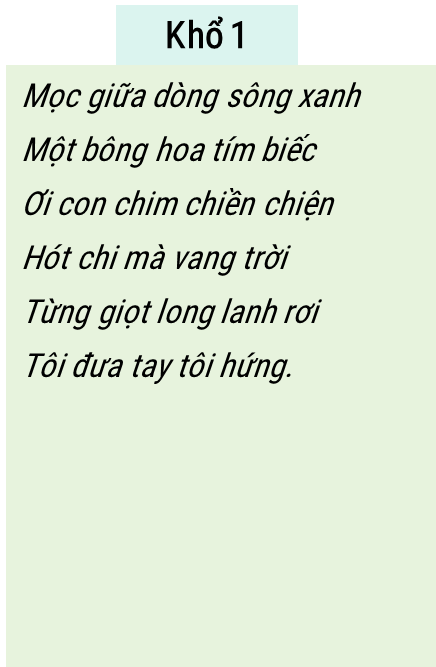 Khổ 1
Mọc giữa dòng sông xanh
Một bông hoa tím biếc
Ơi con chim chiền chiện
Hót chi mà vang trời
Từng giọt long lanh rơi
Tôi đưa tay tôi hứng.